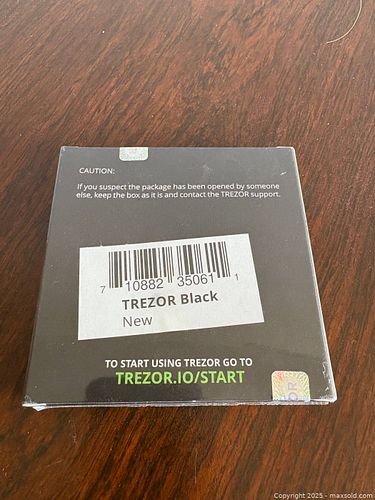 CAUTION:
If you suspect the package has been opened by someone
else, keep the box as it is and contact the TREZOR support.
7 10882 35061 1
TREZOR Black
New
TO START USING TREZOR GO TO
TREZOR.IO/START
Copyright 2025 - maxsold.com